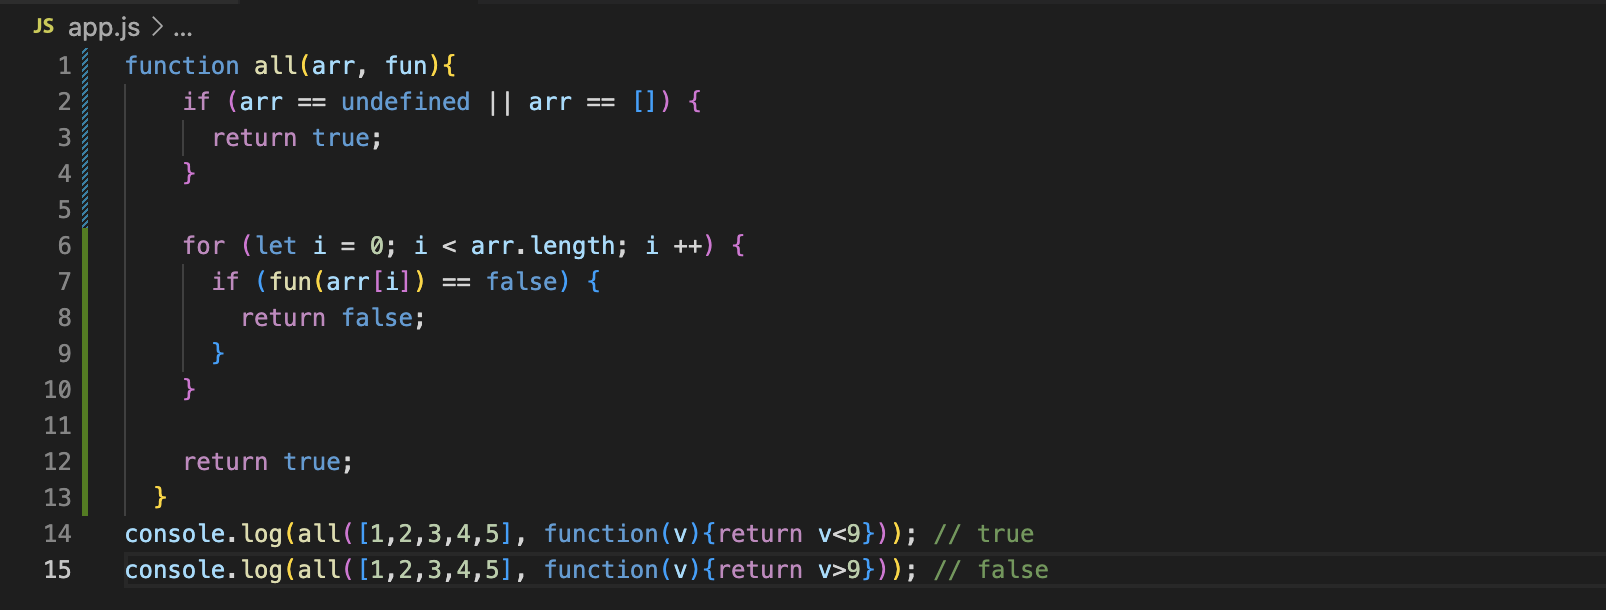 JS app.js > ...
1 function all(arr, fun){
2 if (arr == undefined || arr == []) {
3 return true;
4 }
5
6 for (let i = 0; i < arr.length; i ++) {
7 if (fun(arr[i]) == false) {
8 return false;
9 }
10 }
11
12 return true;
13 }
14 console.log(all([1,2,3,4,5], function(v){return v<9})); // true
15 console.log(all([1,2,3,4,5], function(v){return v>9})); // false